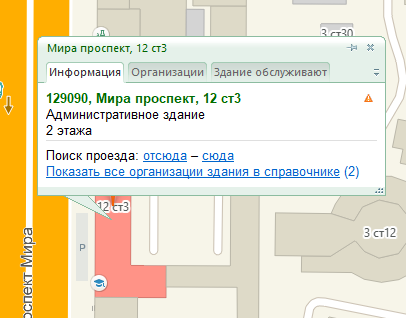 3 ст30
Мира проспект, 12 ст3
Информация
Организации
Здание обслуживают
129090, Мира проспект, 12 ст3
Административное здание
2 этажа
Поиск проезда: отсюда – сюда
Показать все организации здания в справочнике (2)
12 ст3
P
3 ст12
оспект Мира